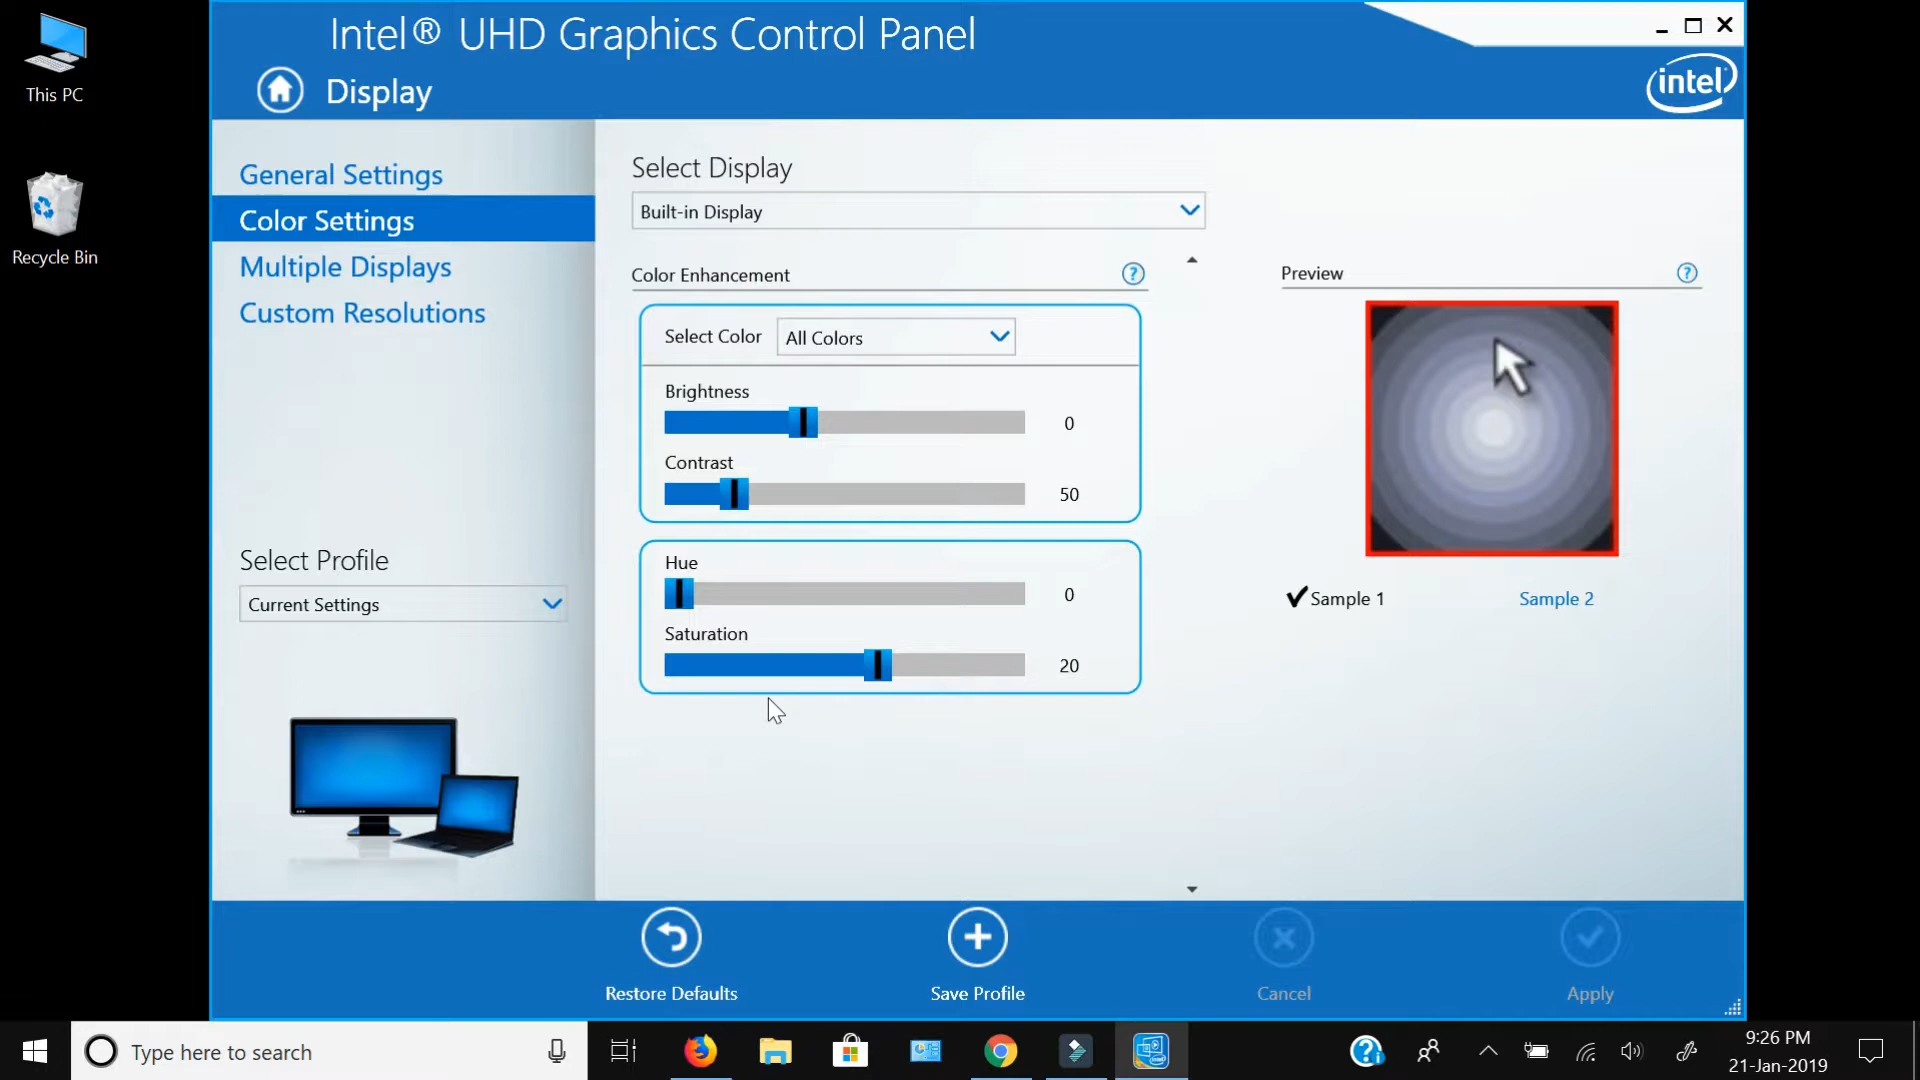 This PC
Recycle Bin
Intel® UHD Graphics Control Panel
Display
intel
General Settings
Color Settings
Multiple Displays
Custom Resolutions
Select Profile
Current Settings
Select Display
Built-in Display
Color Enhancement
?
Select Color
All Colors
Brightness
0
Contrast
50
Hue
0
Saturation
20
Preview
?
Sample 1
Sample 2
Restore Defaults
Save Profile
Cancel
Apply
Type here to search
9:26 PM
21-Jan-2019